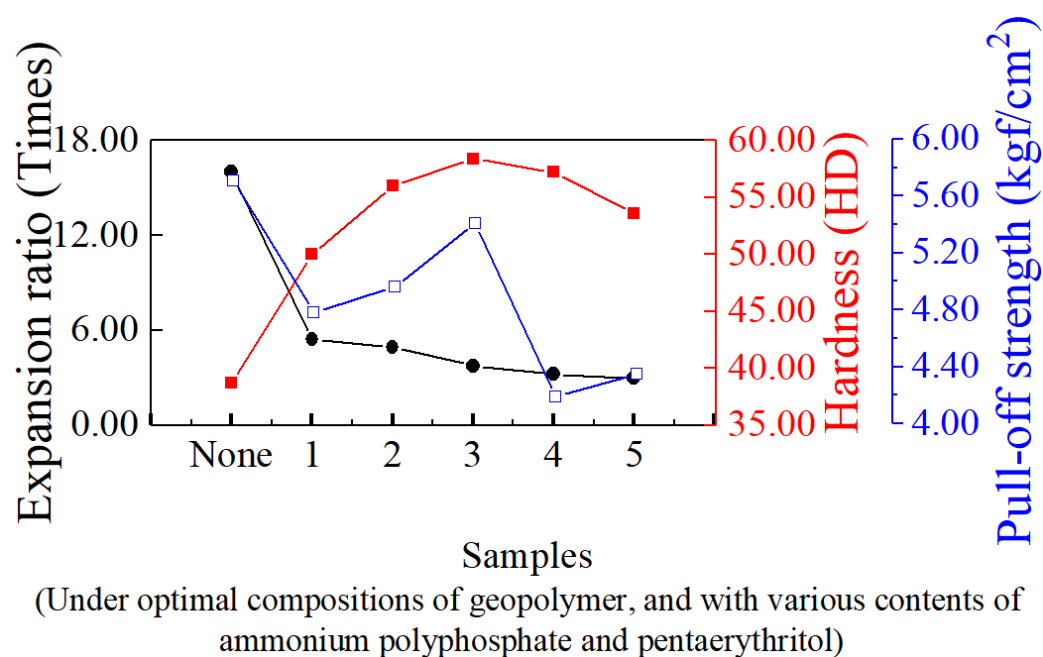 Expansion ratio (Times)
18.00
12.00
6.00
0.00
None 1 2 3 4 5
60.00
55.00
50.00
45.00
40.00
35.00
Hardness (HD)
6.00
5.60
5.20
4.80
4.40
4.00
Pull-off strength (kgf/cm²)
Samples
(Under optimal compositions of geopolymer, and with various contents of
ammonium polyphosphate and pentaerythritol)